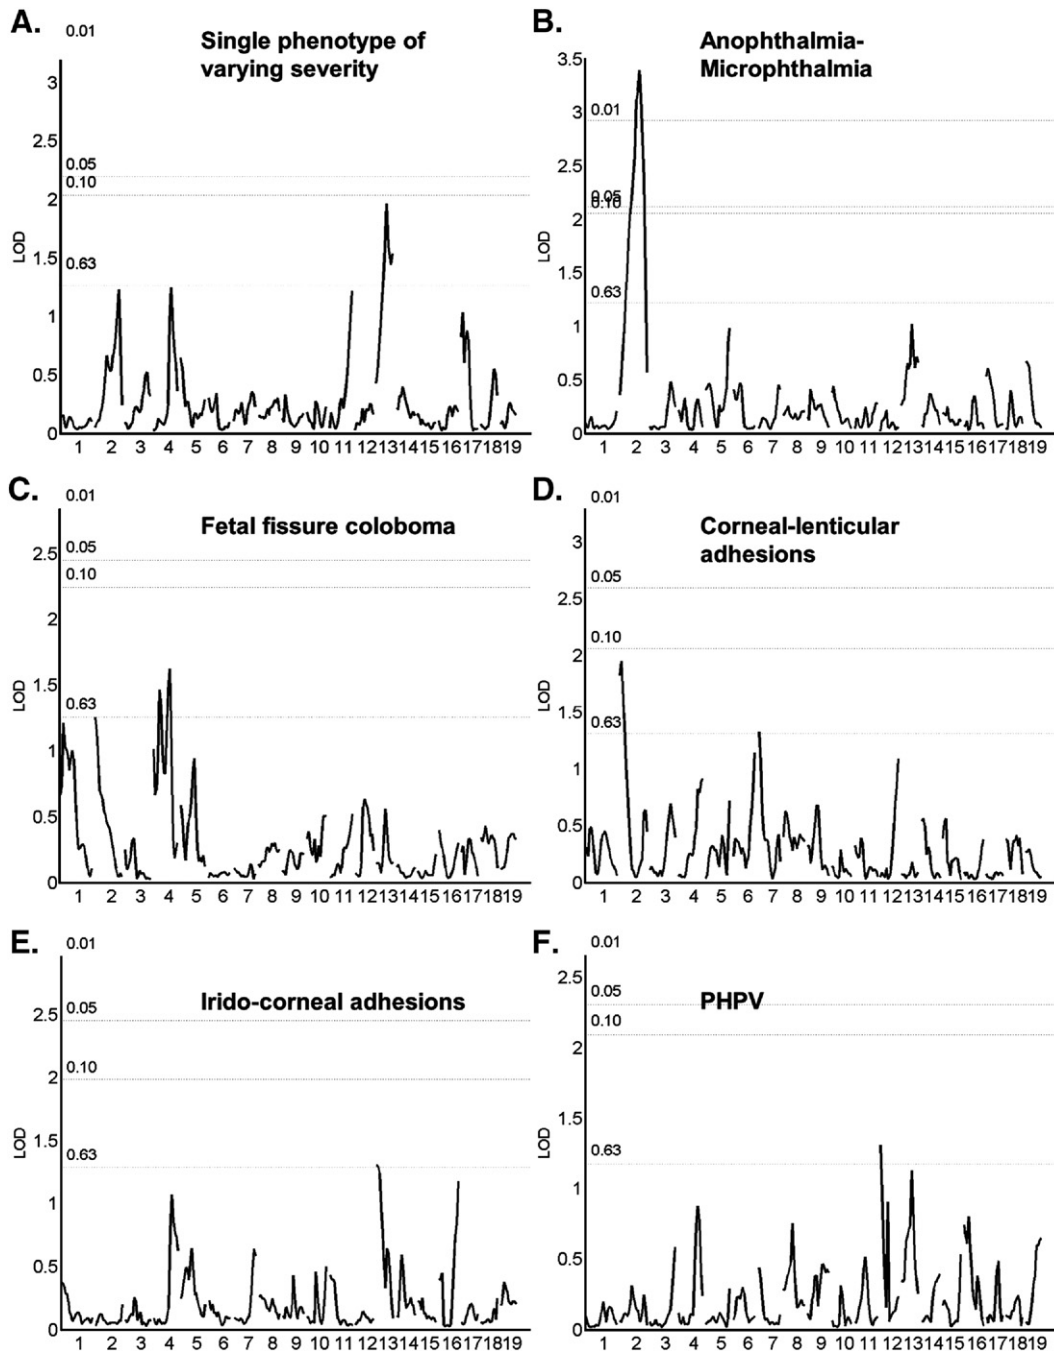 A.
0.01
Single phenotype of
varying severity
3
2.5
0.05
0.10
2
1.5
0.63
1
0.5
0
LOD
1 2 3 4 5 6 7 8 9 10 11 12 13 14 15 16 17 18 19
B.
Anophthalmia-
Microphthalmia
3.5
3
0.01
2.5
0.05
0.10
2
1.5
0.63
1
0.5
0
LOD
1 2 3 4 5 6 7 8 9 10 11 12 13 14 15 16 17 18 19
C.
0.01
Fetal fissure coloboma
0.05
2.5
0.10
2
1.5
0.63
1
0.5
0
LOD
1 2 3 4 5 6 7 8 9 10 11 12 13 14 15 16 17 18 19
D.
0.01
Corneal-lenticular
adhesions
3
0.05
2.5
0.10
2
1.5
0.63
1
0.5
0
LOD
1 2 3 4 5 6 7 8 9 10 11 12 13 14 15 16 17 18 19
E.
0.01
Irido-corneal adhesions
0.05
2.5
0.10
2
1.5
0.63
1
0.5
0
LOD
1 2 3 4 5 6 7 8 9 10 11 12 13 14 15 16 17 18 19
F.
0.01
2.5
0.05
PHPV
0.10
2
1.5
0.63
1
0.5
0
LOD
1 2 3 4 5 6 7 8 9 10 11 12 13 14 15 16 17 18 19